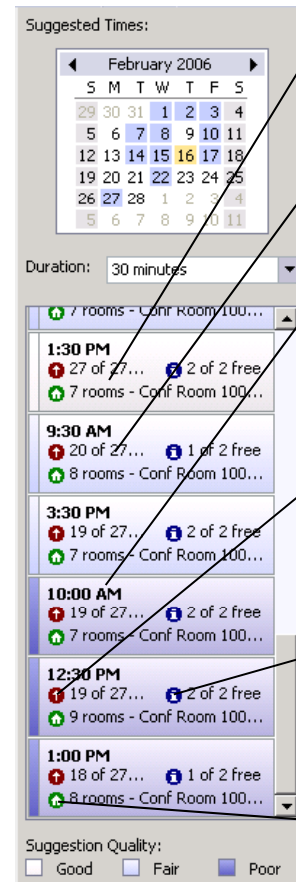 Suggested Times:
February 2006
S M T W T F S
29 30 31 1 2 3 4
5 6 7 8 9 10 11
12 13 14 15 16 17 18
19 20 21 22 23 24 25
26 27 28 1 2 3 4
5 6 7 8 9 10 11
Duration: 30 minutes
7 rooms - Conf Room 100...
1:30 PM
27 of 27... 2 of 2 free
7 rooms - Conf Room 100...
9:30 AM
20 of 27... 1 of 2 free
8 rooms - Conf Room 100...
3:30 PM
19 of 27... 2 of 2 free
7 rooms - Conf Room 100...
10:00 AM
19 of 27... 2 of 2 free
7 rooms - Conf Room 100...
12:30 PM
19 of 27... 2 of 2 free
9 rooms - Conf Room 100...
1:00 PM
18 of 27... 1 of 2 free
8 rooms - Conf Room 100...
Suggestion Quality:
Good Fair Poor